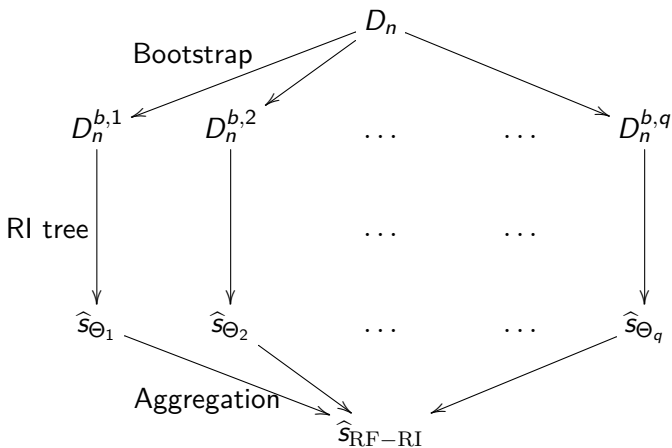 D_n
Bootstrap
D_n^{b,1} D_n^{b,2} ... ... D_n^{b,q}
RI tree ... ...
ŝ_{Θ_1} ŝ_{Θ_2} ... ... ŝ_{Θ_q}
Aggregation
ŝ_{RF−RI}